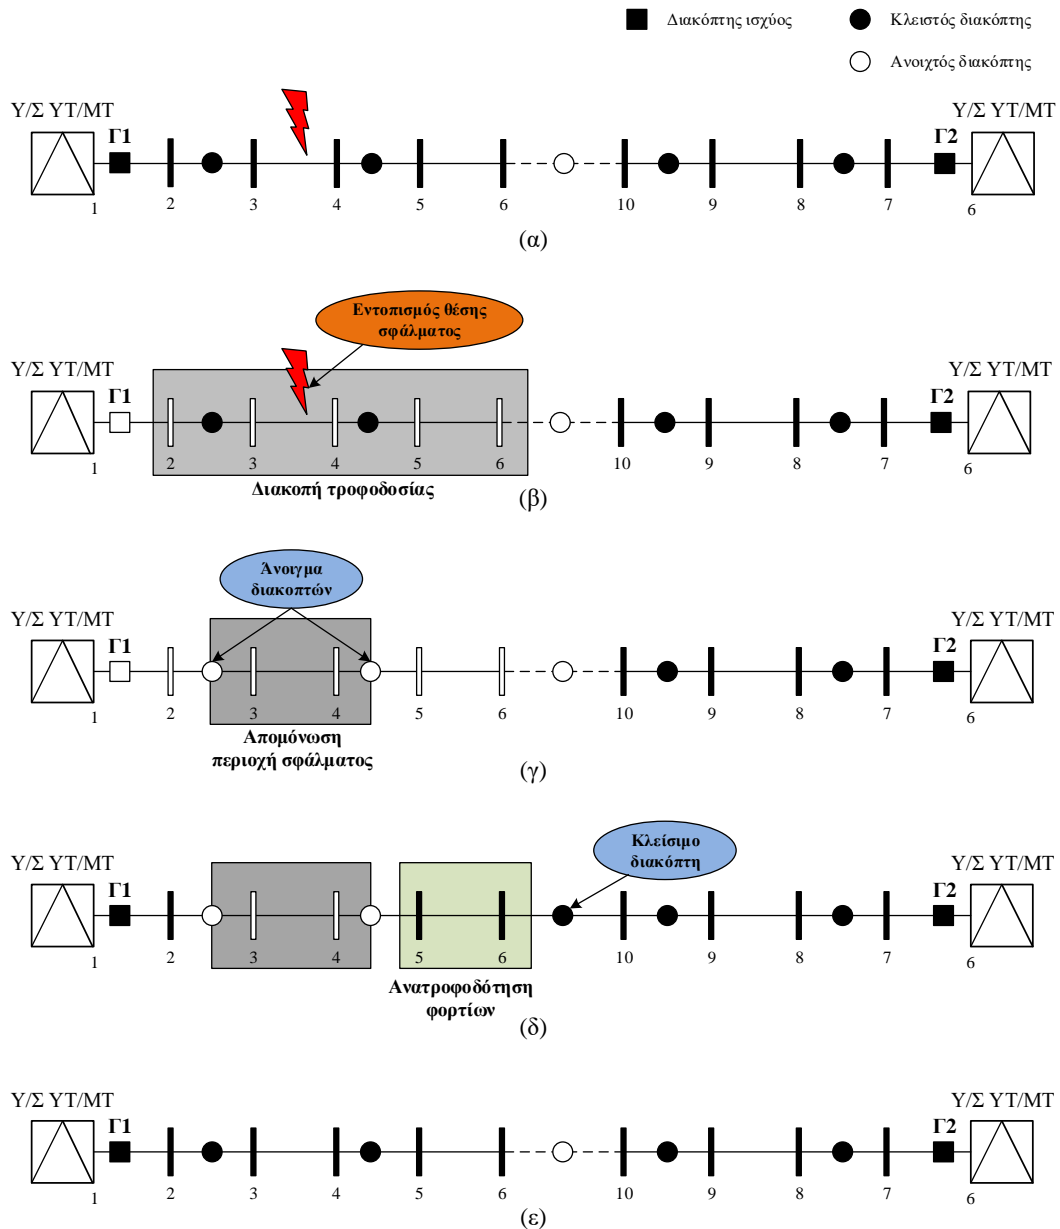 Διακόπτης ισχύος
Κλειστός διακόπτης
Ανοιχτός διακόπτης
Υ/Σ ΥΤ/ΜΤ
Υ/Σ ΥΤ/ΜΤ
Γ1
Γ2
1 2 3 4 5 6 10 9 8 7 6
(α)
Εντοπισμός θέσης
σφάλματος
Υ/Σ ΥΤ/ΜΤ
Υ/Σ ΥΤ/ΜΤ
Γ1
Γ2
1 2 3 4 5 6 10 9 8 7 6
Διακοπή τροφοδοσίας
(β)
Άνοιγμα
διακοπτών
Υ/Σ ΥΤ/ΜΤ
Υ/Σ ΥΤ/ΜΤ
Γ1
Γ2
1 2 3 4 5 6 10 9 8 7 6
Απομόνωση
περιοχή σφάλματος
(γ)
Κλείσιμο
διακόπτη
Υ/Σ ΥΤ/ΜΤ
Υ/Σ ΥΤ/ΜΤ
Γ1
Γ2
1 2 3 4 5 6 10 9 8 7 6
Ανατροφοδότηση
φορτίων
(δ)
Υ/Σ ΥΤ/ΜΤ
Υ/Σ ΥΤ/ΜΤ
Γ1
Γ2
1 2 3 4 5 6 10 9 8 7 6
(ε)